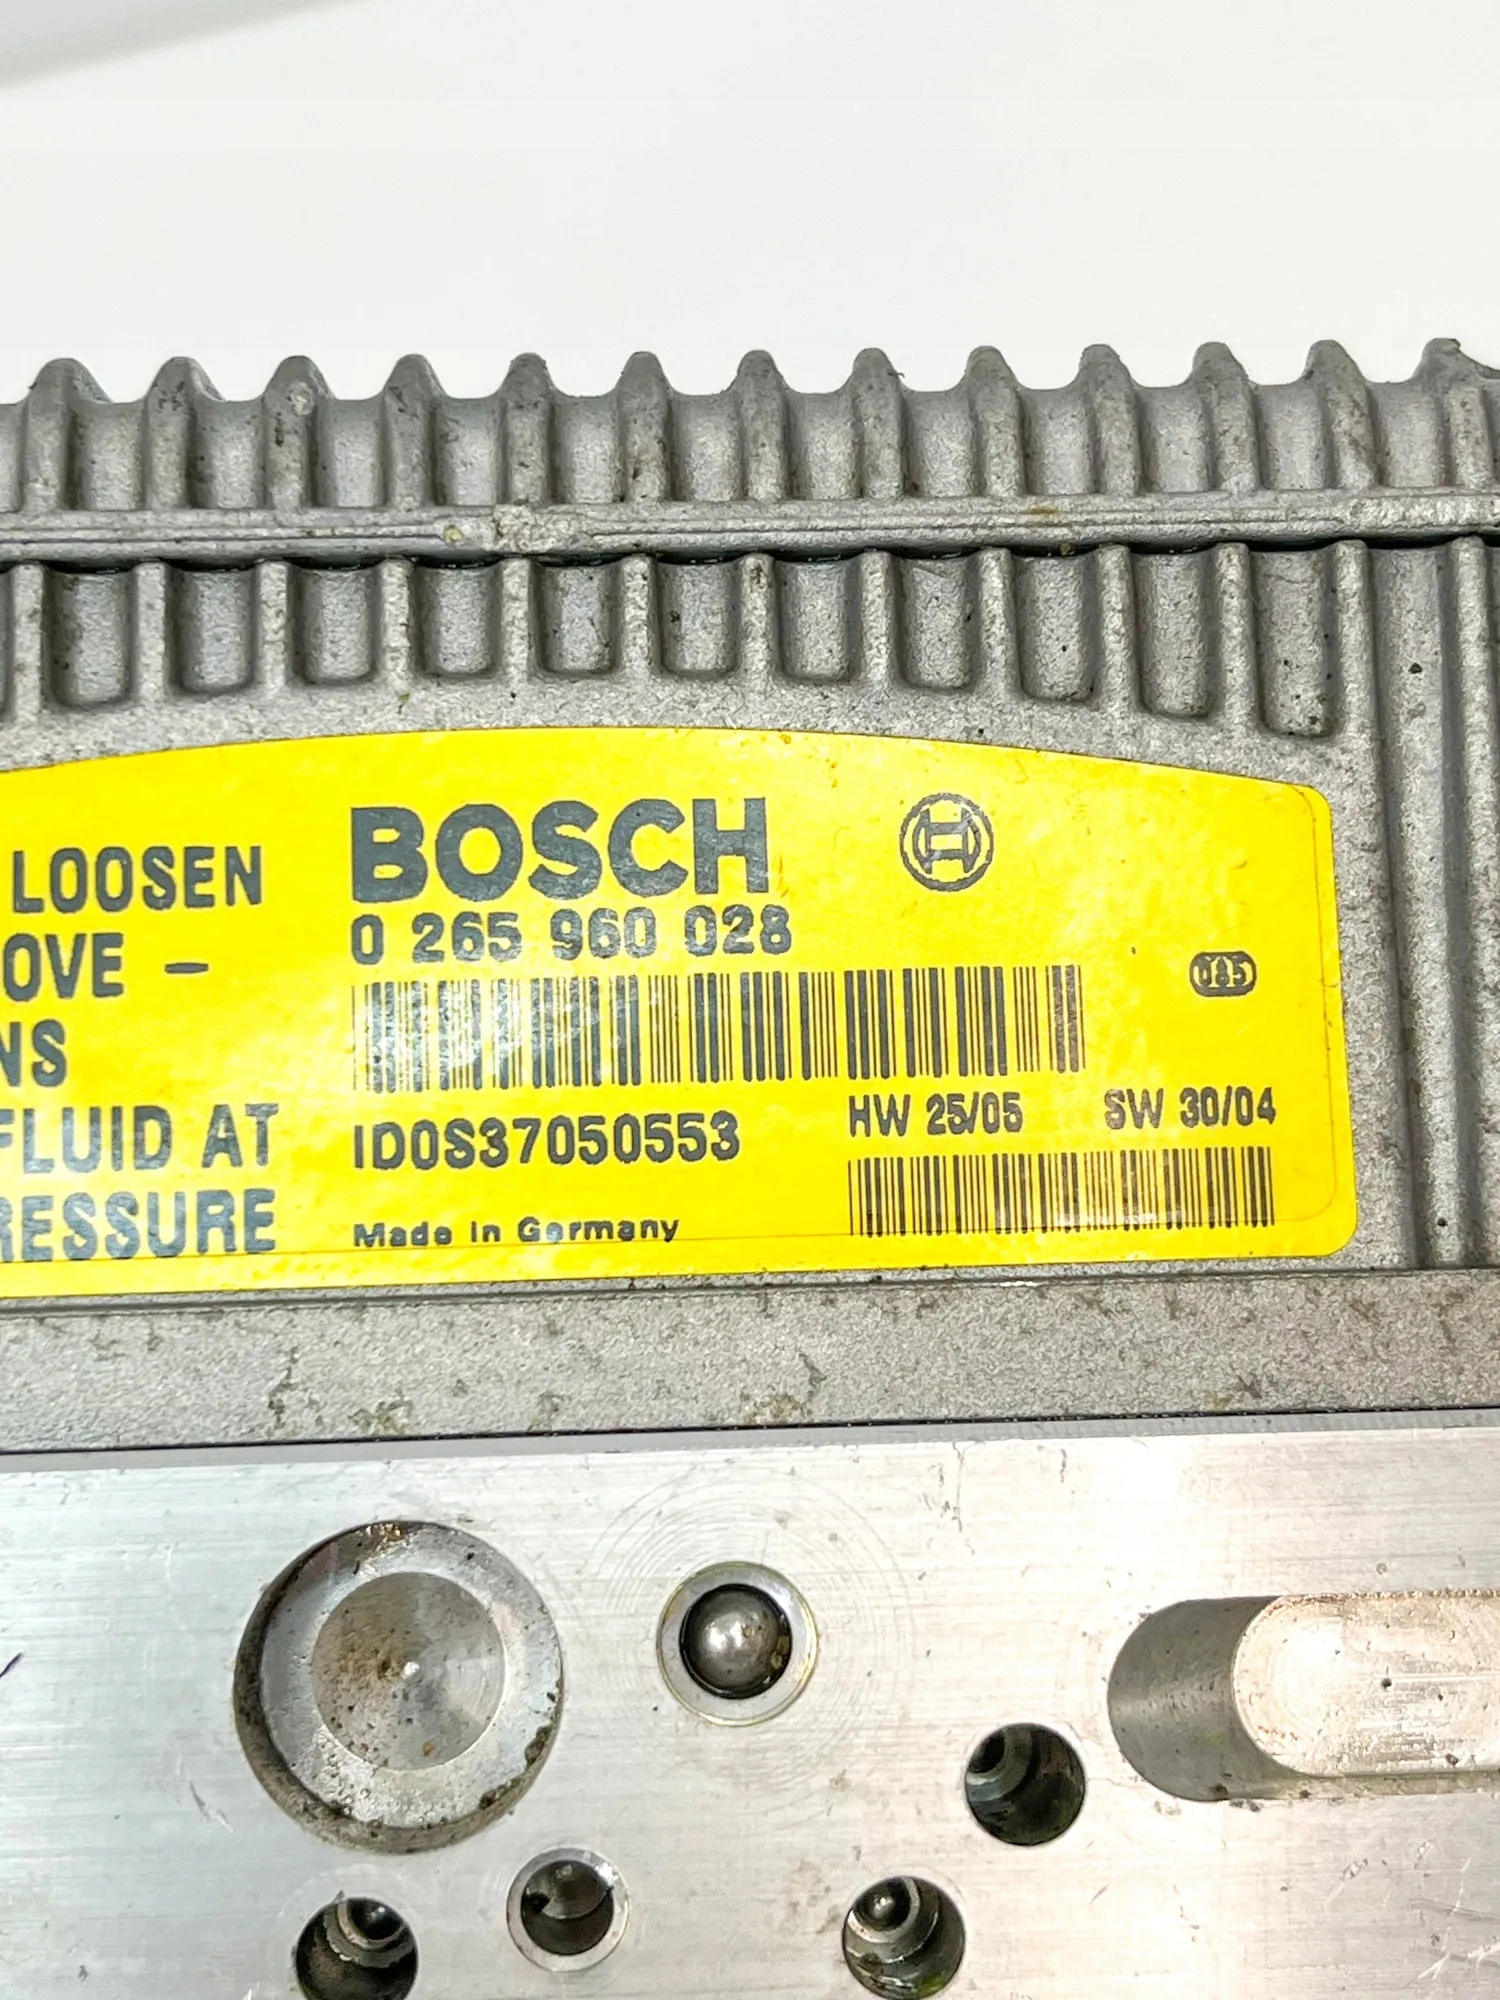 LOOSEN
OVE –
NS
FLUID AT
RESSURE
BOSCH
0 265 960 028
ID0S37050553
Made in Germany
HW 25/05 SW 30/04